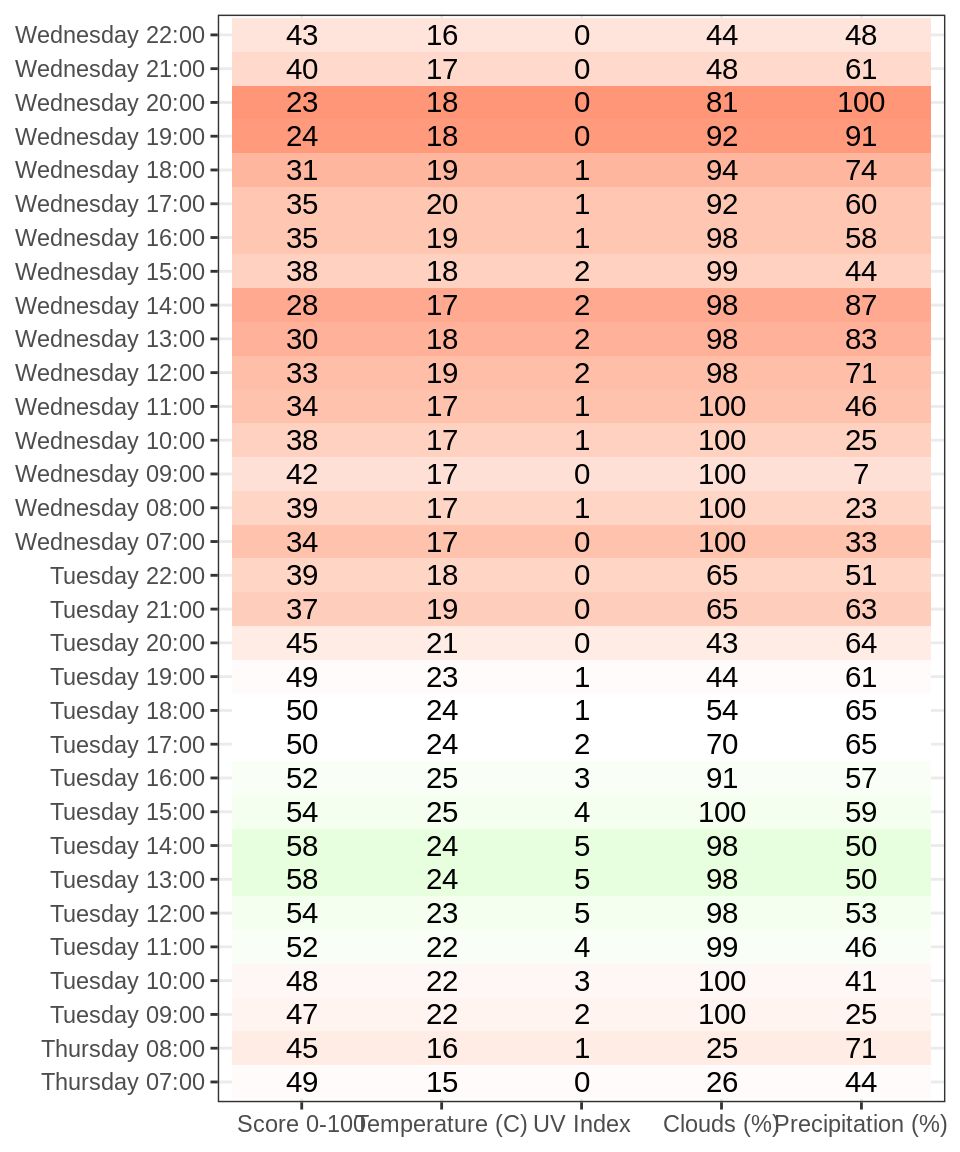 Wednesday 22:00 43 16 0 44 48
Wednesday 21:00 40 17 0 48 61
Wednesday 20:00 23 18 0 81 100
Wednesday 19:00 24 18 0 92 91
Wednesday 18:00 31 19 1 94 74
Wednesday 17:00 35 20 1 92 60
Wednesday 16:00 35 19 1 98 58
Wednesday 15:00 38 18 2 99 44
Wednesday 14:00 28 17 2 98 87
Wednesday 13:00 30 18 2 98 83
Wednesday 12:00 33 19 2 98 71
Wednesday 11:00 34 17 1 100 46
Wednesday 10:00 38 17 1 100 25
Wednesday 09:00 42 17 0 100 7
Wednesday 08:00 39 17 1 100 23
Wednesday 07:00 34 17 0 100 33
Tuesday 22:00 39 18 0 65 51
Tuesday 21:00 37 19 0 65 63
Tuesday 20:00 45 21 0 43 64
Tuesday 19:00 49 23 1 44 61
Tuesday 18:00 50 24 1 54 65
Tuesday 17:00 50 24 2 70 65
Tuesday 16:00 52 25 3 91 57
Tuesday 15:00 54 25 4 100 59
Tuesday 14:00 58 24 5 98 50
Tuesday 13:00 58 24 5 98 50
Tuesday 12:00 54 23 5 98 53
Tuesday 11:00 52 22 4 99 46
Tuesday 10:00 48 22 3 100 41
Tuesday 09:00 47 22 2 100 25
Thursday 08:00 45 16 1 25 71
Thursday 07:00 49 15 0 26 44
Score 0-100 Temperature (C) UV Index Clouds (%) Precipitation (%)